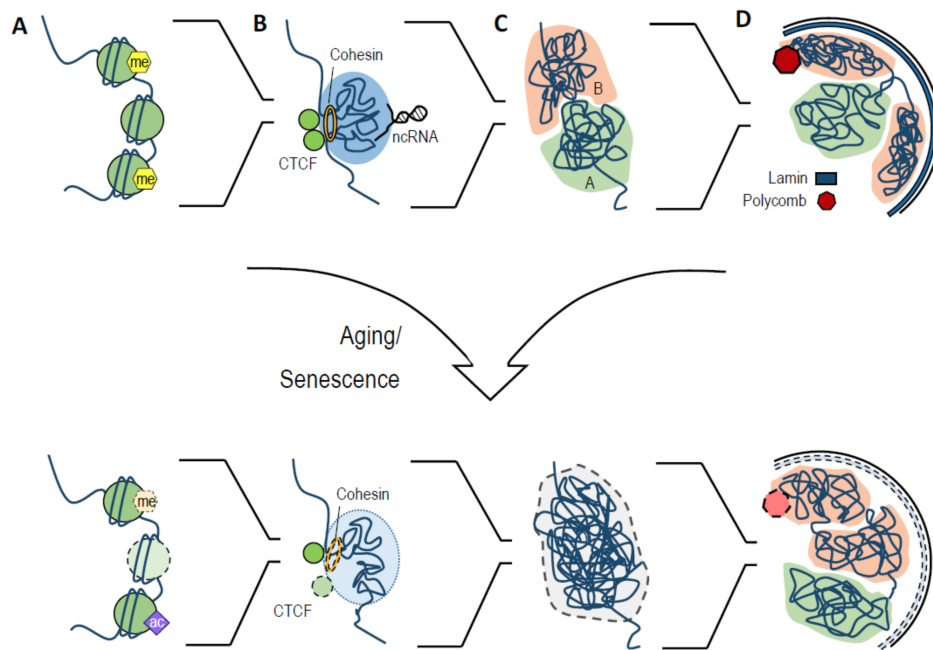 A
B
C
D
me
me
Cohesin
ncRNA
CTCF
B
A
Lamin
Polycomb
Aging/
Senescence
me
ac
Cohesin
CTCF